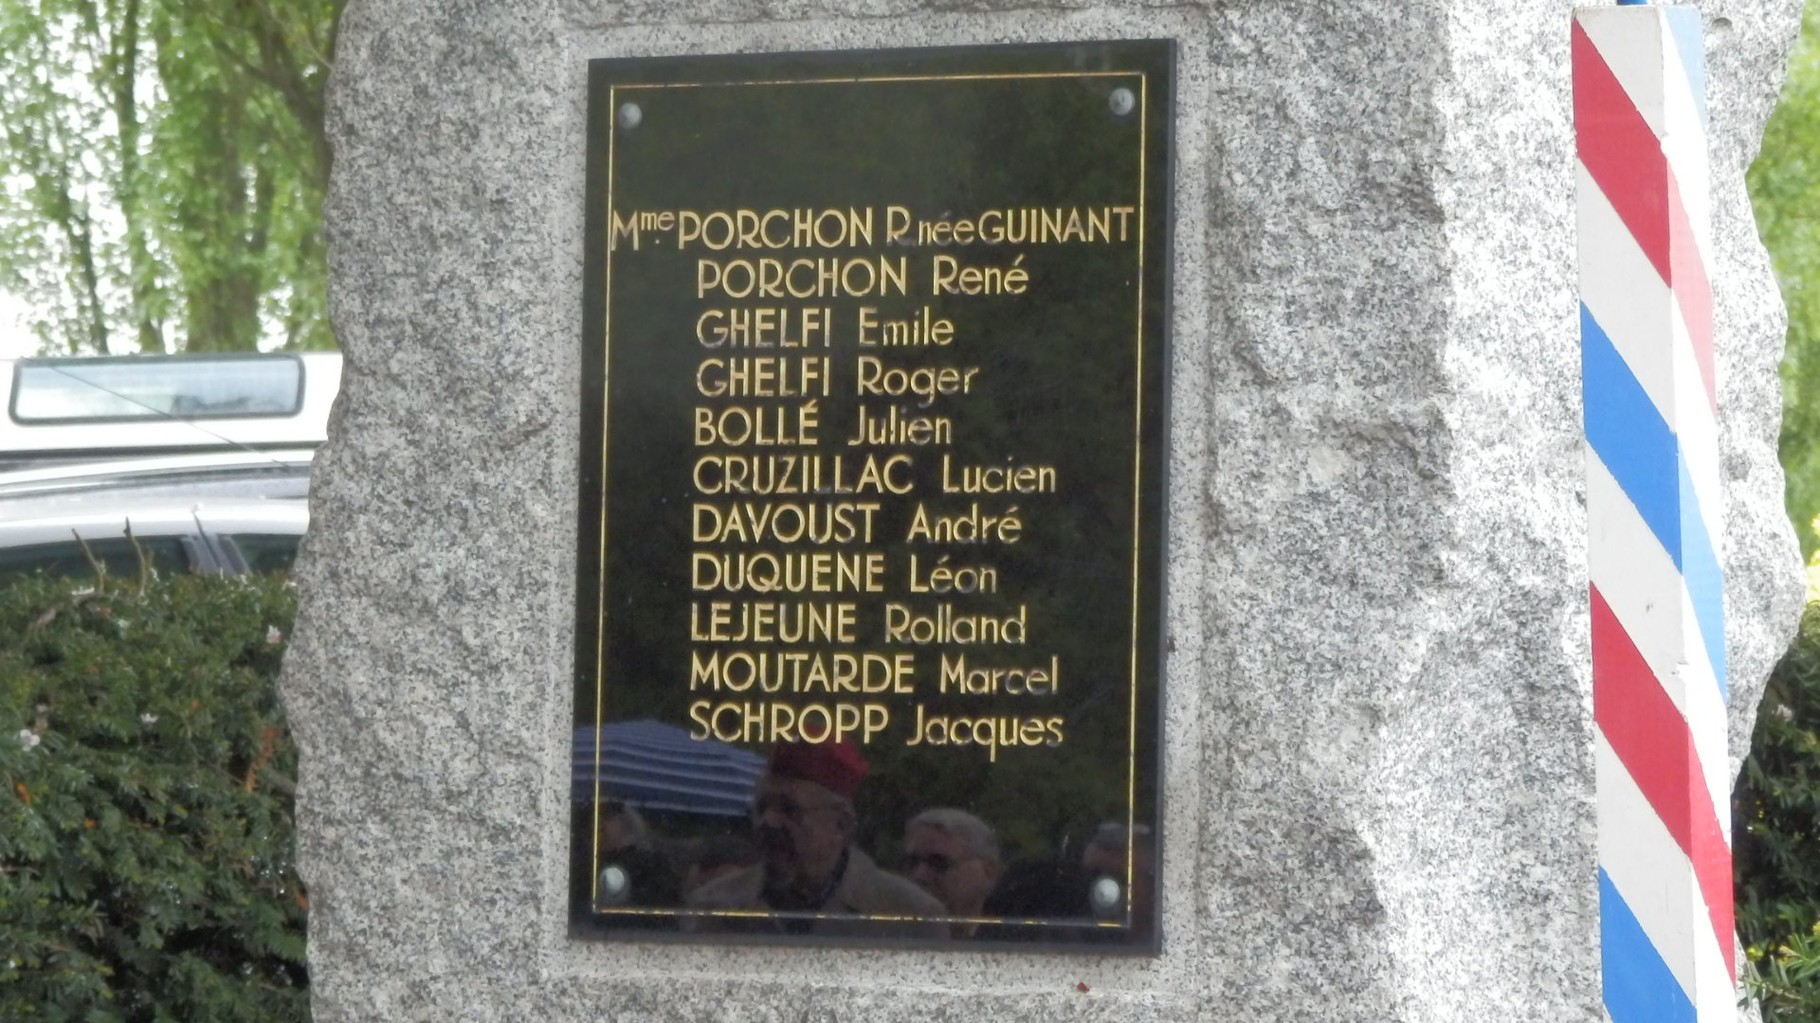 Mme PORCHON R née GUINANT
PORCHON René
GHELFI Emile
GHELFI Roger
BOLLÉ Julien
CRUZILLAC Lucien
DAVOUST André
DUQUENE Léon
LEJEUNE Rolland
MOUTARDE Marcel
SCHROPP Jacques